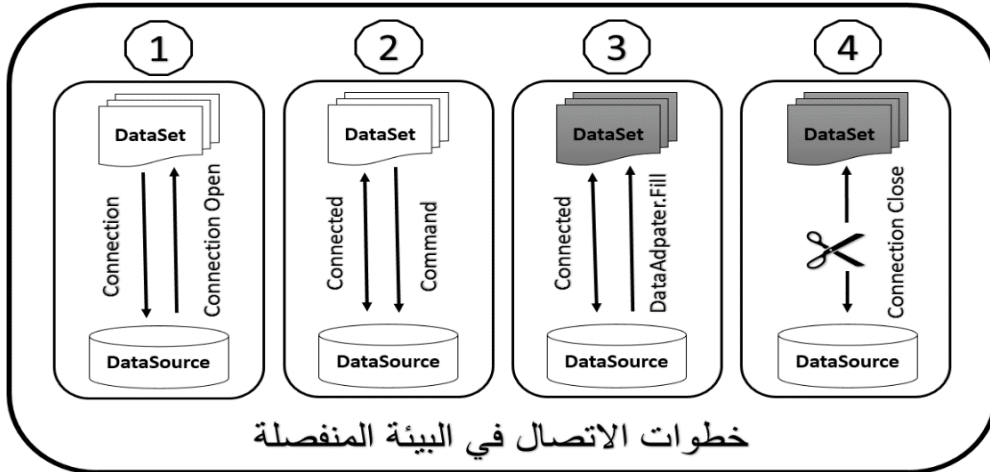 1
DataSet
Connection
Connection Open
DataSource
2
DataSet
Connected
Command
DataSource
3
DataSet
Connected
DataAdpater.Fill
DataSource
4
DataSet
Connection Close
DataSource
خطوات الاتصال في البيئة المنفصلة